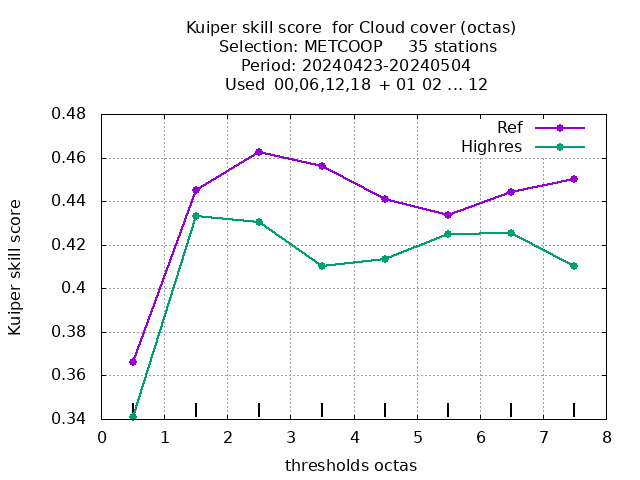 Kuiper skill score  for Cloud cover (octas)
Selection: METCOOP     35 stations
Period: 20240423-20240504
Used  00,06,12,18  + 01 02 ... 12
Ref
Highres
Kuiper skill score
0.48
0.46
0.44
0.42
0.4
0.38
0.36
0.34
0 1 2 3 4 5 6 7 8
thresholds octas